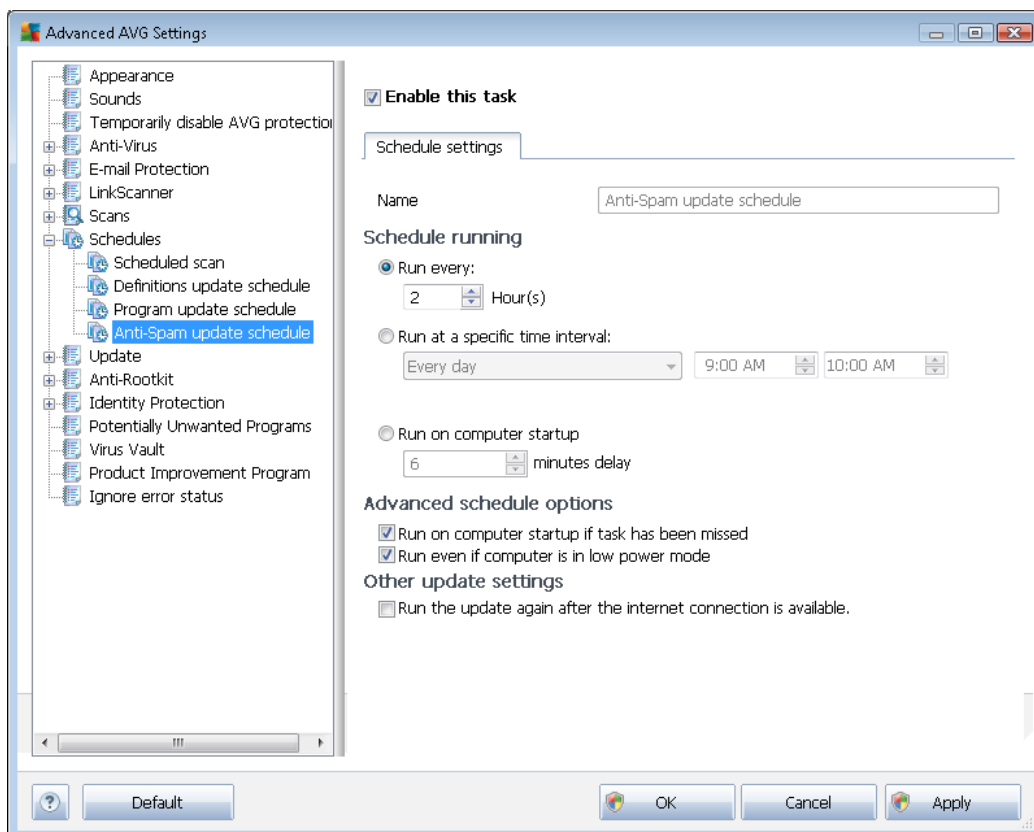 Advanced AVG Settings
Appearance
Sounds
Temporarily disable AVG protection
Anti-Virus
E-mail Protection
LinkScanner
Scans
Schedules
Scheduled scan
Definitions update schedule
Program update schedule
Anti-Spam update schedule
Update
Anti-Rootkit
Identity Protection
Potentially Unwanted Programs
Virus Vault
Product Improvement Program
Ignore error status
Enable this task
Schedule settings
Name Anti-Spam update schedule
Schedule running
Run every:
2 Hour(s)
Run at a specific time interval:
Every day 9:00 AM 10:00 AM
Run on computer startup
6 minutes delay
Advanced schedule options
Run on computer startup if task has been missed
Run even if computer is in low power mode
Other update settings
Run the update again after the internet connection is available.
? Default OK Cancel Apply